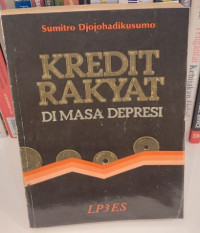 Sumitro Djojohadikusumo
KREDIT
RAKYAT
DI MASA DEPRESI
LP3ES